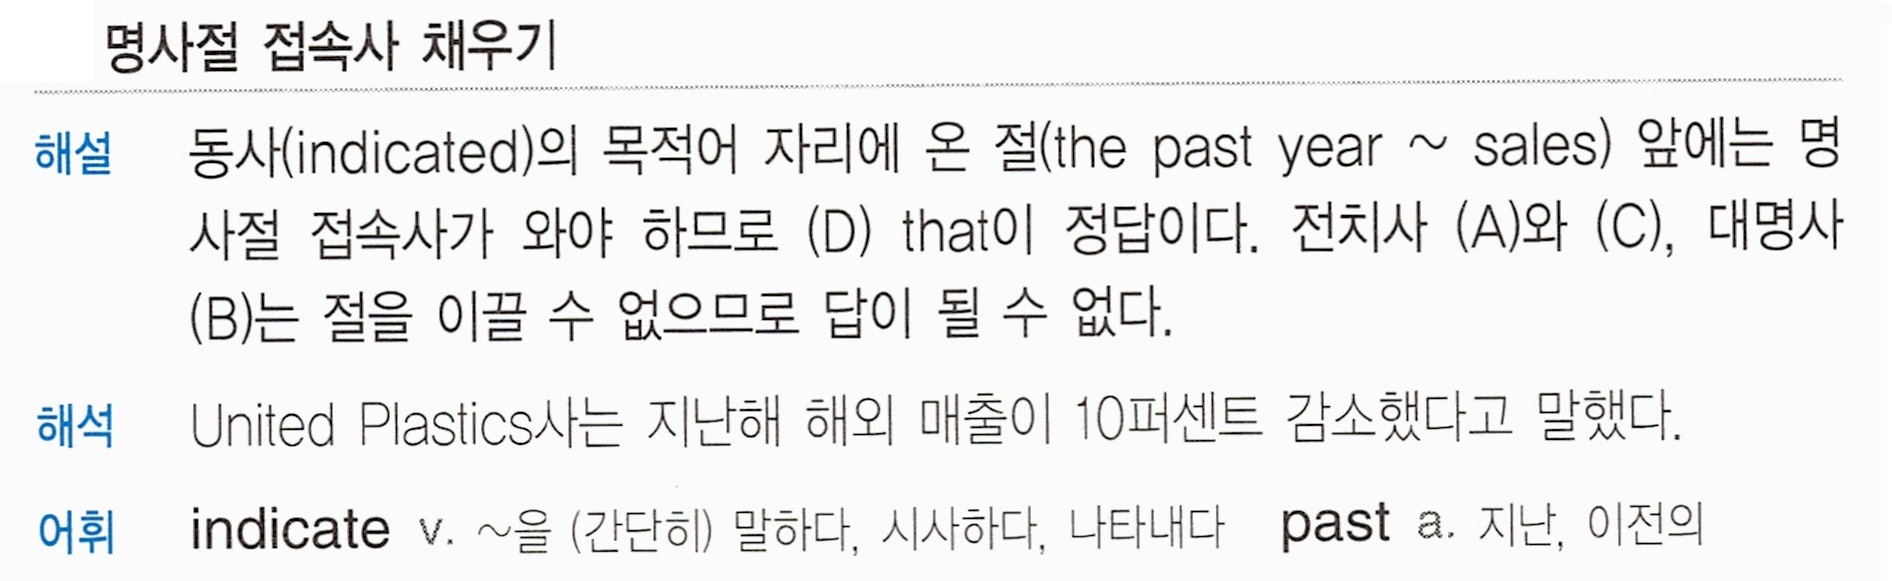 명사절 접속사 채우기
해설 동사(indicated)의 목적어 자리에 온 절(the past year ~ sales) 앞에는 명
사절 접속사가 와야 하므로 (D) that이 정답이다. 전치사 (A)와 (C), 대명사
(B)는 절을 이끌 수 없으므로 답이 될 수 없다.
해석 United Plastics사는 지난해 해외 매출이 10퍼센트 감소했다고 말했다.
어휘 indicate v. ~을 (간단히) 말하다, 시사하다, 나타내다 past a. 지난, 이전의